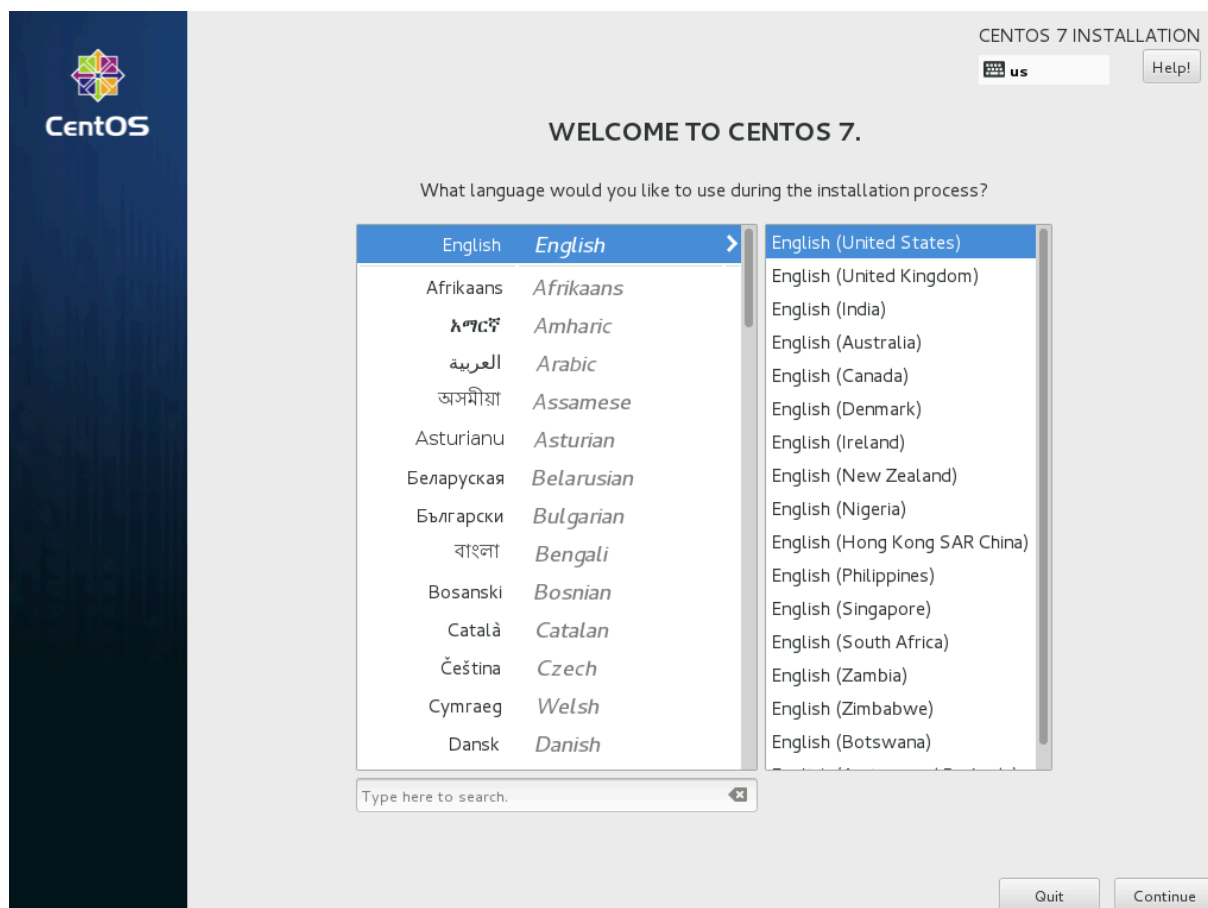 CentOS
CENTOS 7 INSTALLATION
us
Help!
WELCOME TO CENTOS 7.
What language would you like to use during the installation process?
English English
Afrikaans Afrikaans
አማርኛ Amharic
العربية Arabic
অসমীয়া Assamese
Asturianu Asturian
Беларуская Belarusian
Български Bulgarian
বাংলা Bengali
Bosanski Bosnian
Català Catalan
Čeština Czech
Cymraeg Welsh
Dansk Danish
English (United States)
English (United Kingdom)
English (India)
English (Australia)
English (Canada)
English (Denmark)
English (Ireland)
English (New Zealand)
English (Nigeria)
English (Hong Kong SAR China)
English (Philippines)
English (Singapore)
English (South Africa)
English (Zambia)
English (Zimbabwe)
English (Botswana)
Type here to search.
Quit
Continue